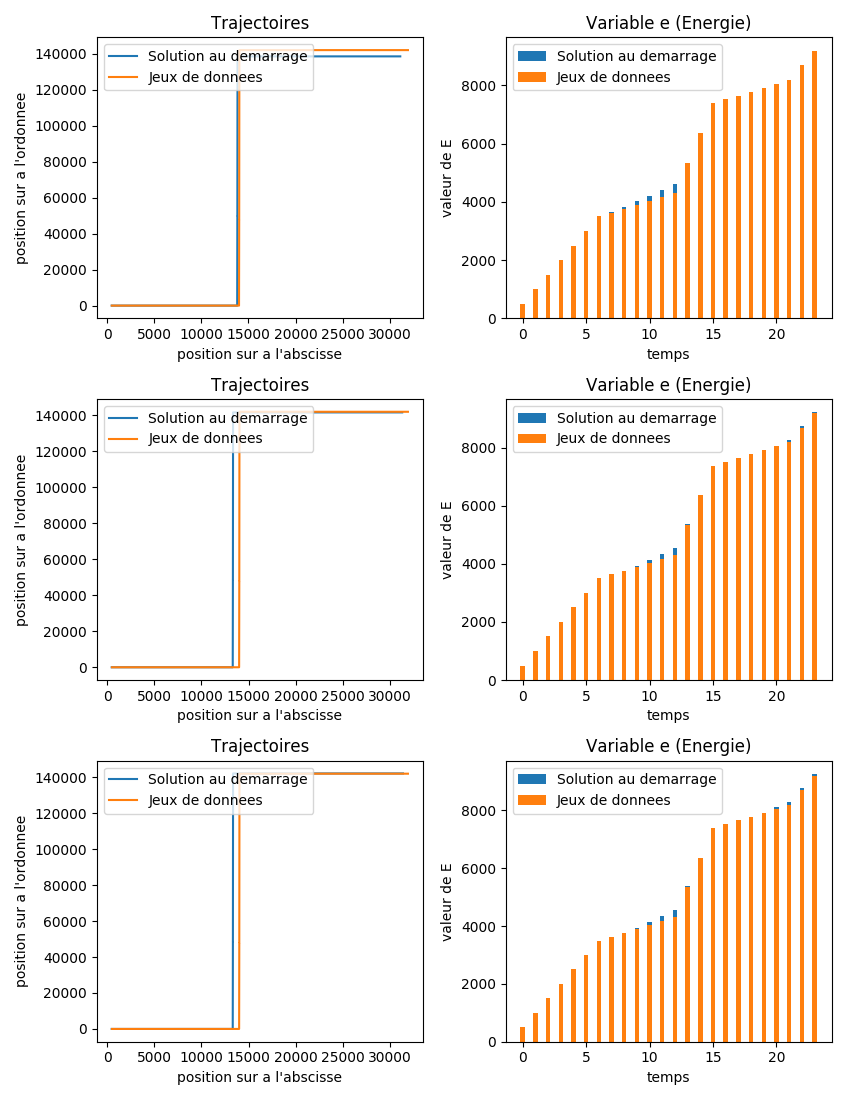 Trajectoires
140000
120000
100000
80000
60000
40000
20000
0
position sur a l'ordonnee
Solution au demarrage
Jeux de donnees
0 5000 10000 15000 20000 25000 30000
position sur a l'abscisse
Variable e (Energie)
8000
6000
4000
2000
0
valeur de E
Solution au demarrage
Jeux de donnees
0 5 10 15 20
temps
Trajectoires
140000
120000
100000
80000
60000
40000
20000
0
position sur a l'ordonnee
Solution au demarrage
Jeux de donnees
0 5000 10000 15000 20000 25000 30000
position sur a l'abscisse
Variable e (Energie)
8000
6000
4000
2000
0
valeur de E
Solution au demarrage
Jeux de donnees
0 5 10 15 20
temps
Trajectoires
140000
120000
100000
80000
60000
40000
20000
0
position sur a l'ordonnee
Solution au demarrage
Jeux de donnees
0 5000 10000 15000 20000 25000 30000
position sur a l'abscisse
Variable e (Energie)
8000
6000
4000
2000
0
valeur de E
Solution au demarrage
Jeux de donnees
0 5 10 15 20
temps